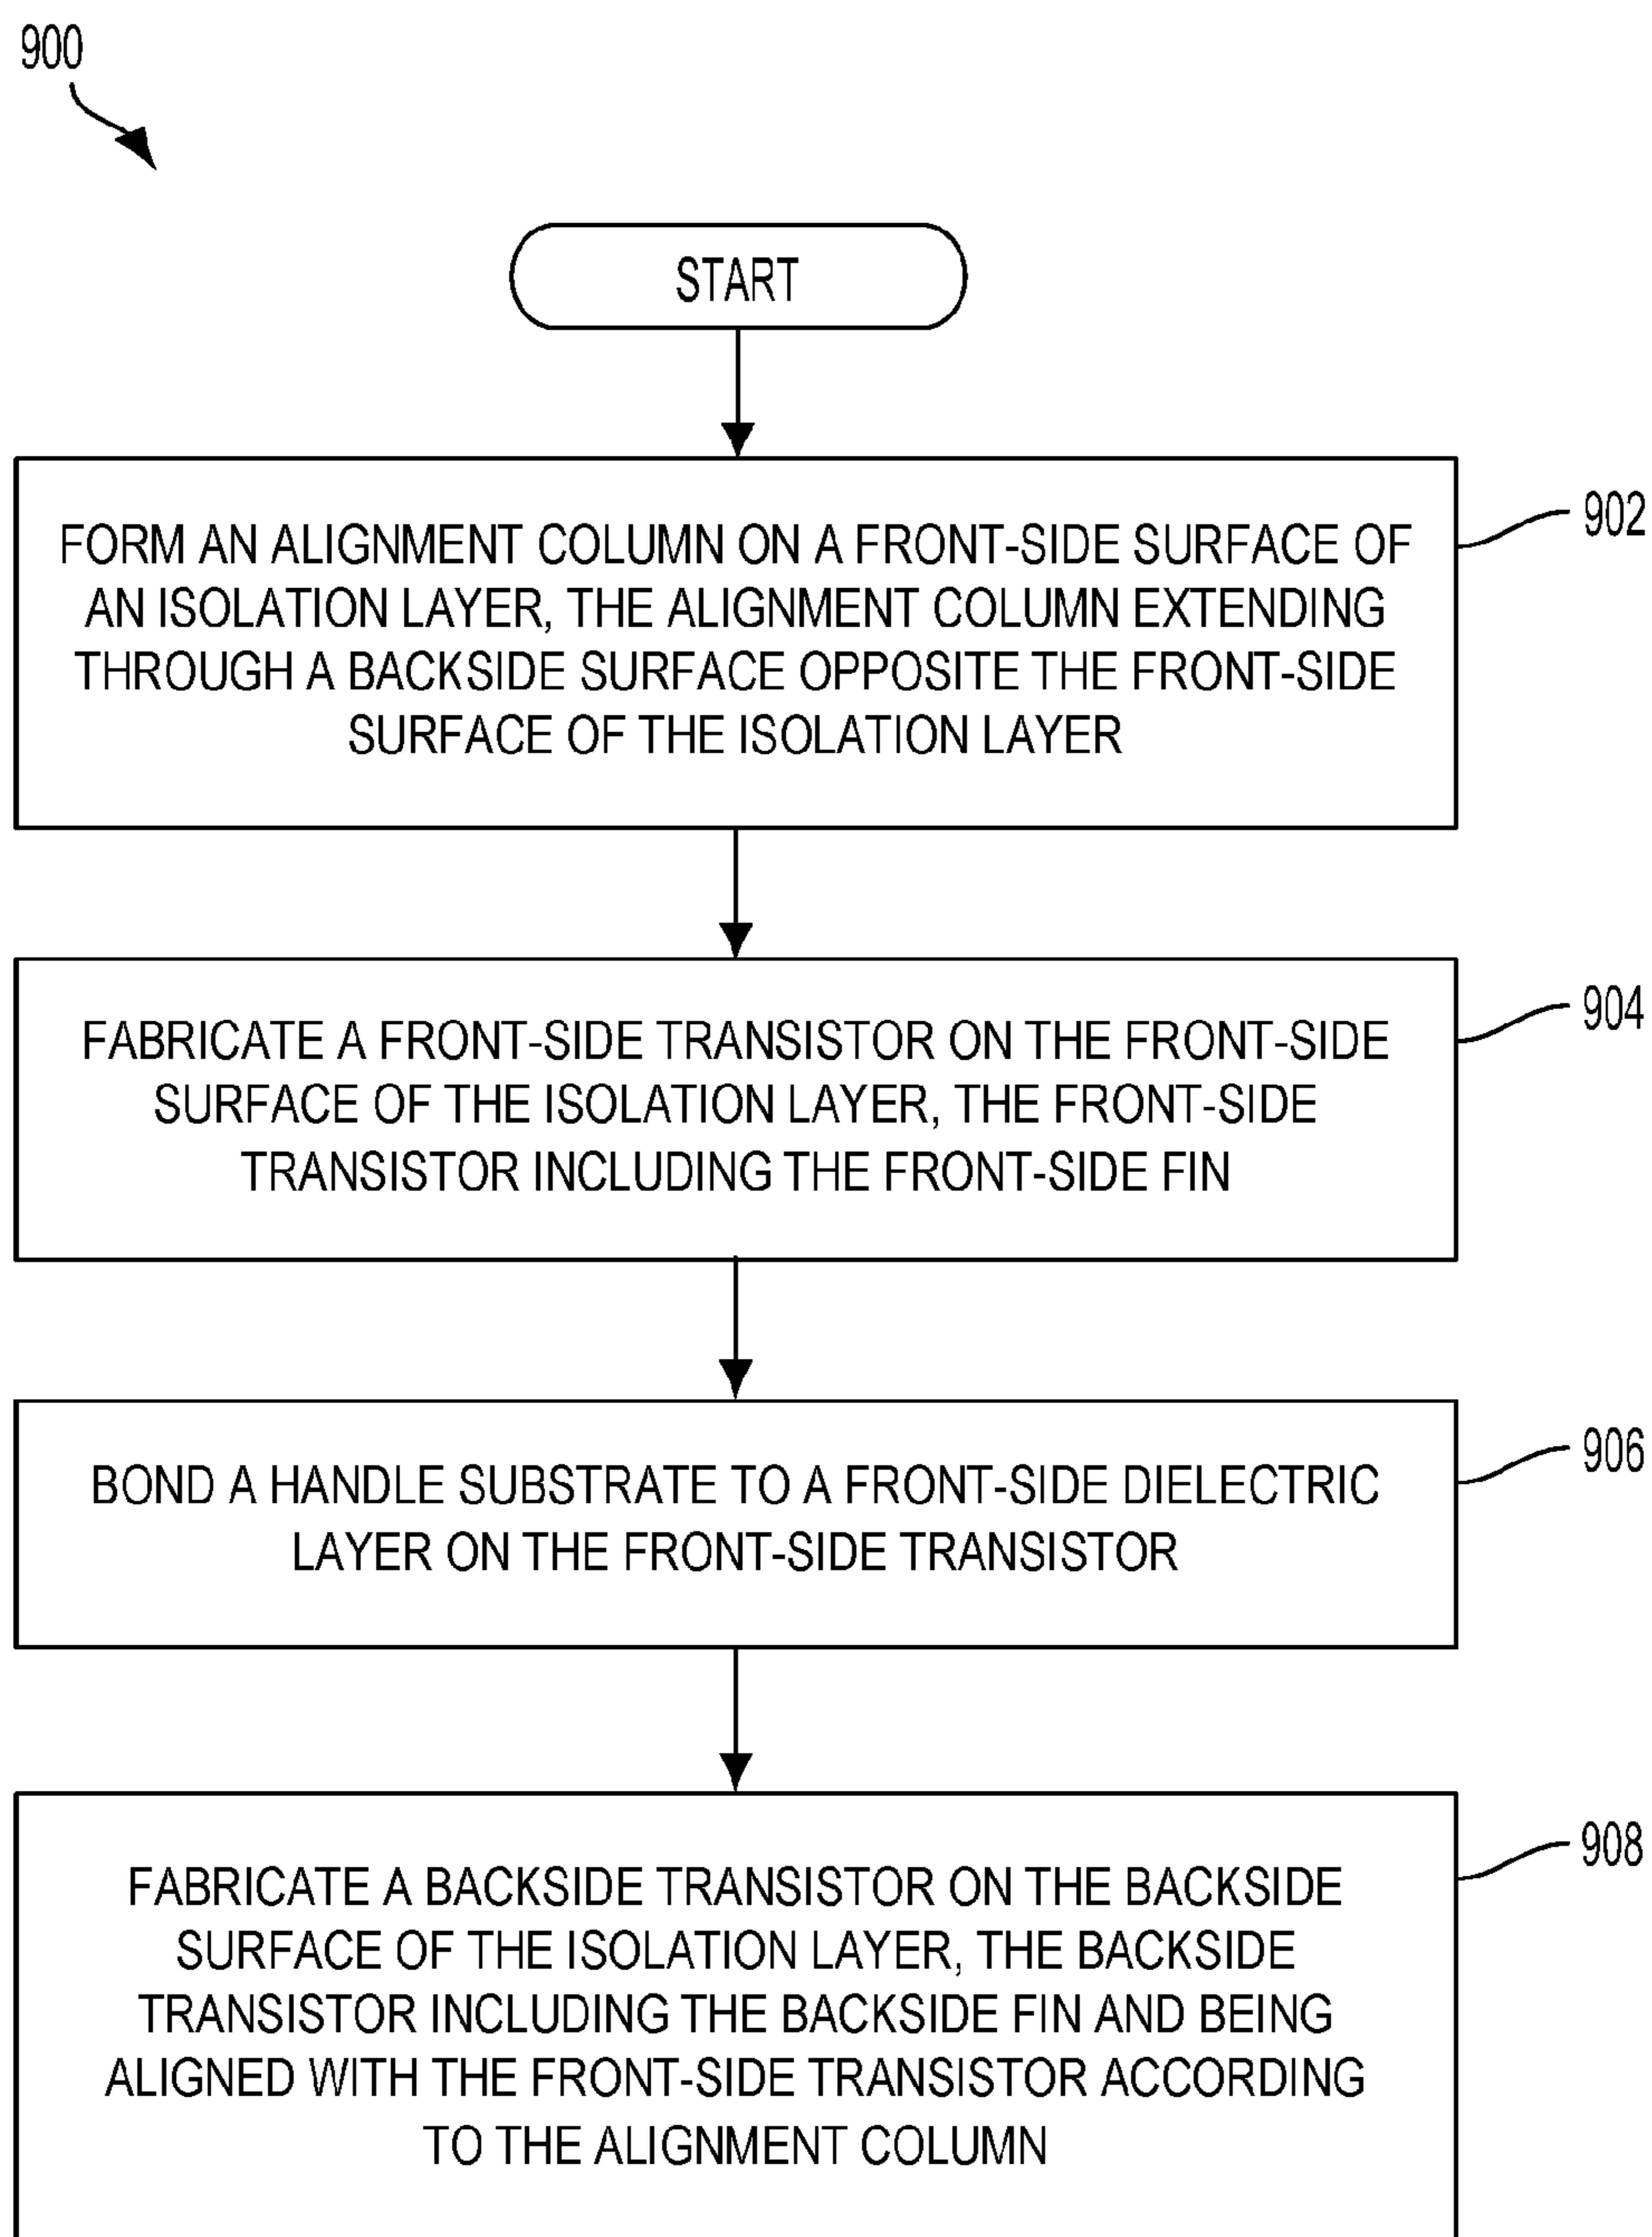 900
START
FORM AN ALIGNMENT COLUMN ON A FRONT-SIDE SURFACE OF
AN ISOLATION LAYER, THE ALIGNMENT COLUMN EXTENDING
THROUGH A BACKSIDE SURFACE OPPOSITE THE FRONT-SIDE
SURFACE OF THE ISOLATION LAYER
902
FABRICATE A FRONT-SIDE TRANSISTOR ON THE FRONT-SIDE
SURFACE OF THE ISOLATION LAYER, THE FRONT-SIDE
TRANSISTOR INCLUDING THE FRONT-SIDE FIN
904
BOND A HANDLE SUBSTRATE TO A FRONT-SIDE DIELECTRIC
LAYER ON THE FRONT-SIDE TRANSISTOR
906
FABRICATE A BACKSIDE TRANSISTOR ON THE BACKSIDE
SURFACE OF THE ISOLATION LAYER, THE BACKSIDE
TRANSISTOR INCLUDING THE BACKSIDE FIN AND BEING
ALIGNED WITH THE FRONT-SIDE TRANSISTOR ACCORDING
TO THE ALIGNMENT COLUMN
908